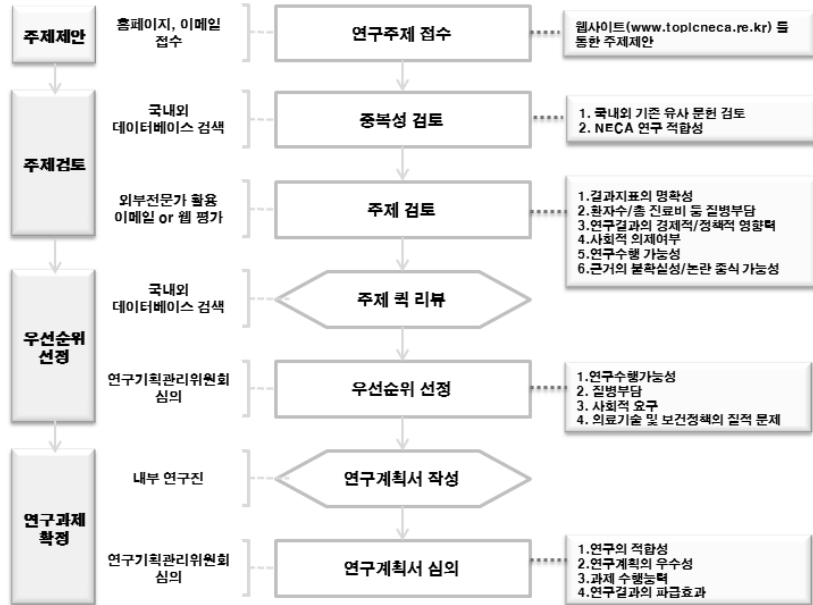 주제제안
홈페이지, 이메일
접수
연구주제 접수
웹사이트(www.topicneca.re.kr) 를
통한 주제제안
주제검토
국내외
데이터베이스 검색
중복성 검토
1. 국내외 기존 유사 문헌 검토
2. NECA 연구 적합성
외부전문가 활용
이메일 or 웹 평가
주제 검토
1.결과지표의 명확성
2.환자수/총 진료비 등 질병부담
3.연구결과의 경제적/정책적 영향력
4.사회적 의제여부
5.연구수행 가능성
6.근거의 불확실성/논란 종식 가능성
우선순위
선정
국내외
데이터베이스 검색
주제 퀵 리뷰
연구기획관리위원회
심의
우선순위 선정
1.연구수행가능성
2. 질병부담
3. 사회적 요구
4. 의료기술 및 보건정책의 질적 문제
연구과제
확정
내부 연구진
연구계획서 작성
연구기획관리위원회
심의
연구계획서 심의
1.연구의 적합성
2.연구계획의 우수성
3.과제 수행능력
4.연구결과의 파급효과